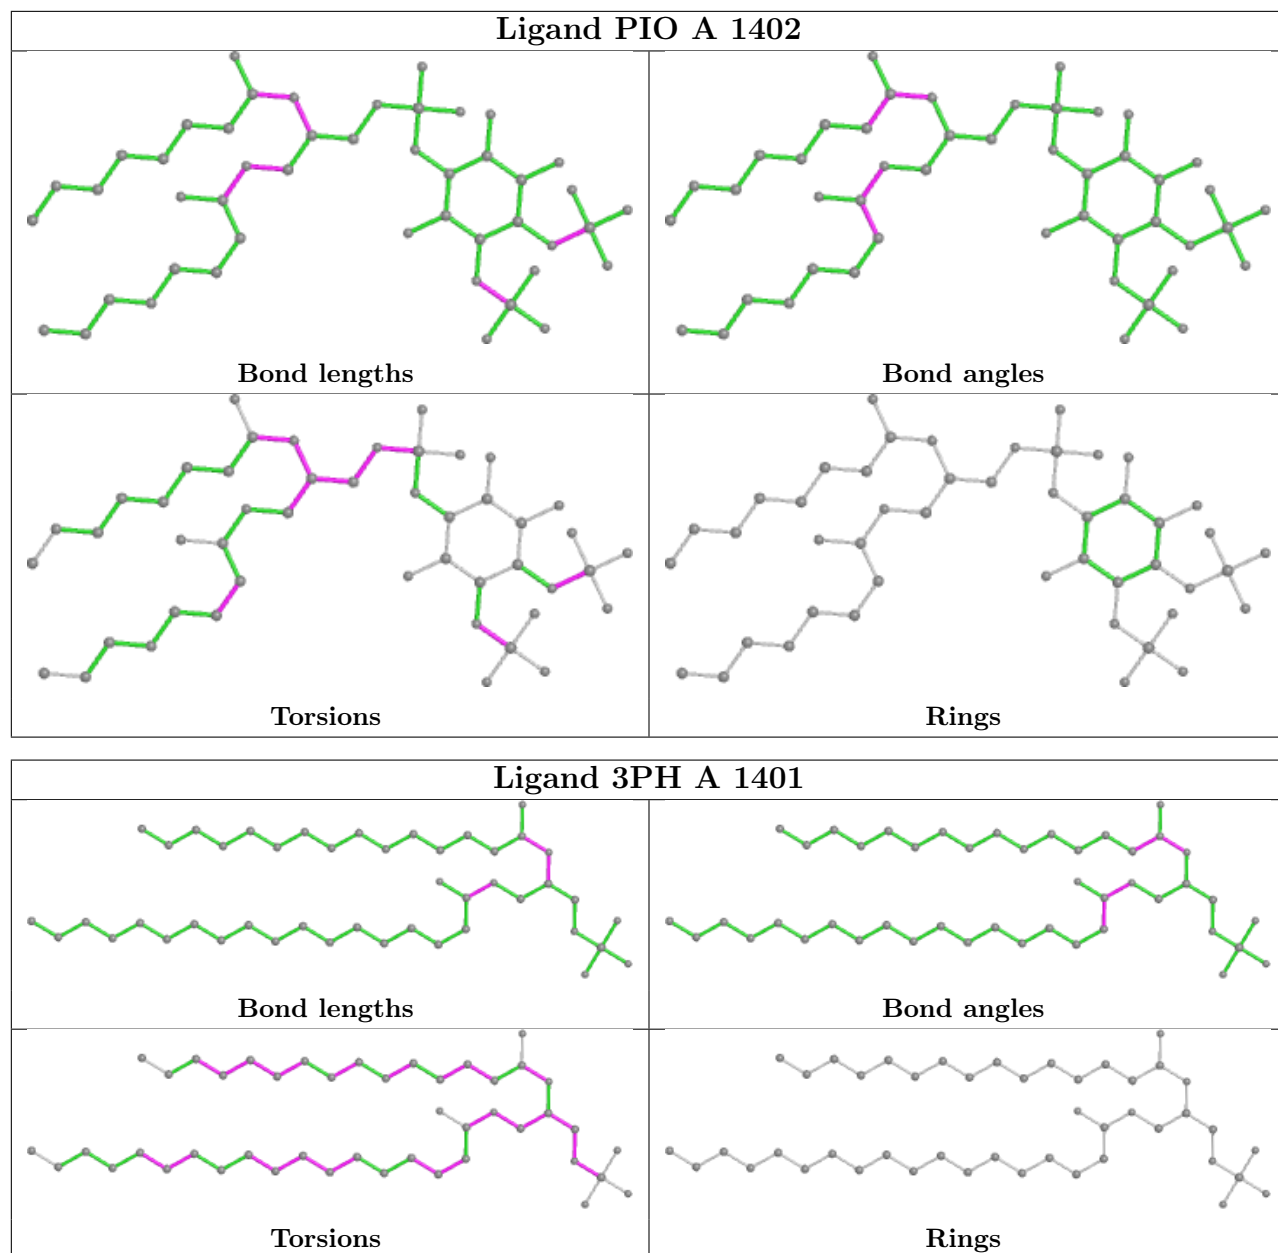 Ligand PIO A 1402
Bond lengths
Bond angles
Torsions
Rings
Ligand 3PH A 1401
Bond lengths
Bond angles
Torsions
Rings